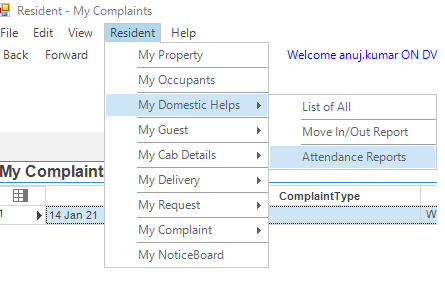 Resident - My Complaints
File Edit View Resident Help
Back Forward Welcome anuj.kumar ON DV
My Property
My Occupants
My Domestic Helps
List of All
My Guest
Move In/Out Report
My Cab Details
Attendance Reports
My Delivery
My Complaint
ComplaintType
My Request
1 14 Jan 21 W
My Complaint
My NoticeBoard